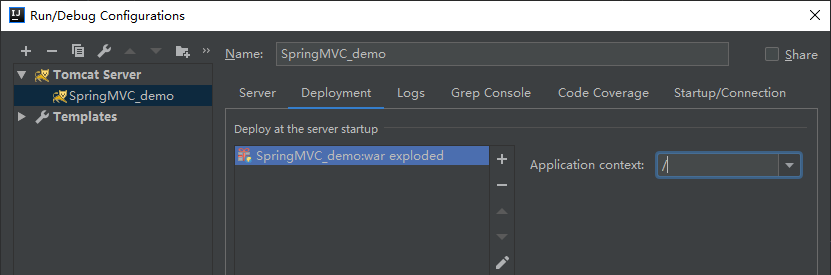 Run/Debug Configurations
Name: SpringMVC_demo Share
Tomcat Server
SpringMVC_demo
Templates
Server Deployment Logs Grep Console Code Coverage Startup/Connection
Deploy at the server startup
SpringMVC_demo:war exploded
Application context: /